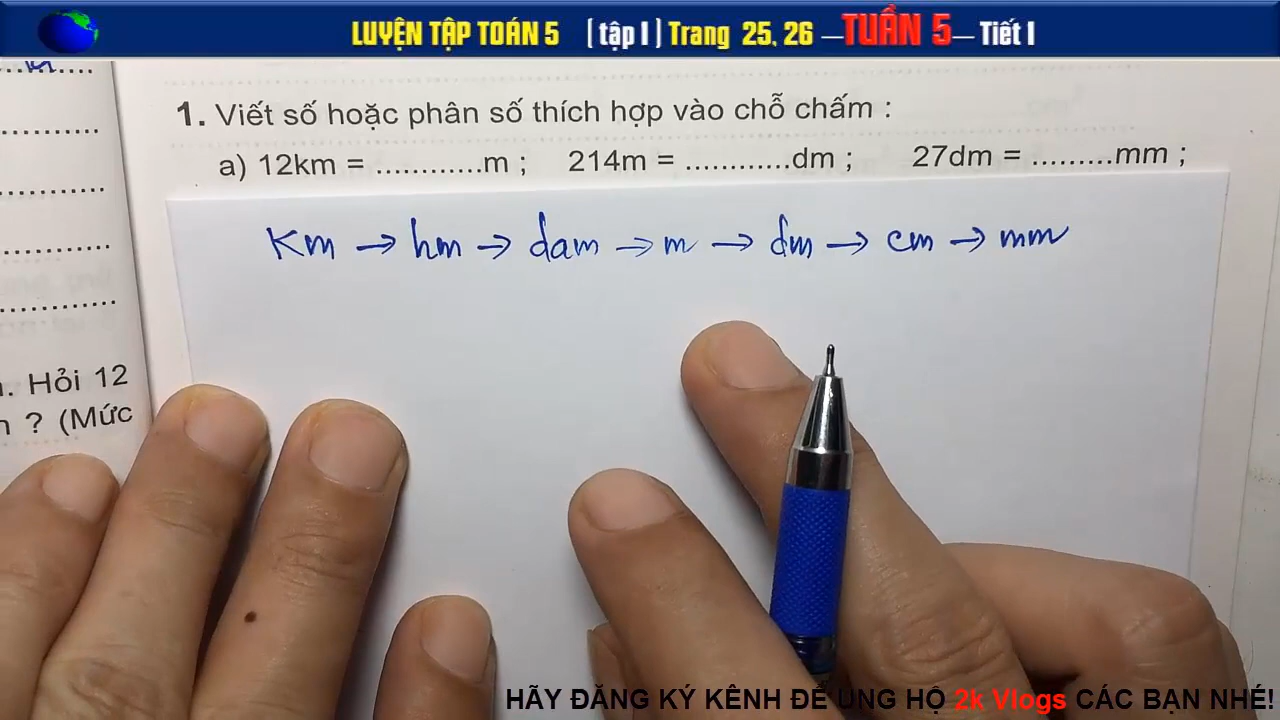 LUYỆN TẬP TOÁN 5 ( tập 1 ) Trang 25, 26 —TUẦN 5— Tiết 1
1. Viết số hoặc phân số thích hợp vào chỗ chấm :
a) 12km = ............m ; 214m = ............dm ; 27dm = .........mm ;
Km → hm → dam → m → dm → cm → mm
. Hỏi 12
? (Mức
HÃY ĐĂNG KÝ KÊNH ĐỂ ỦNG HỘ 2k Vlogs CÁC BẠN NHÉ!